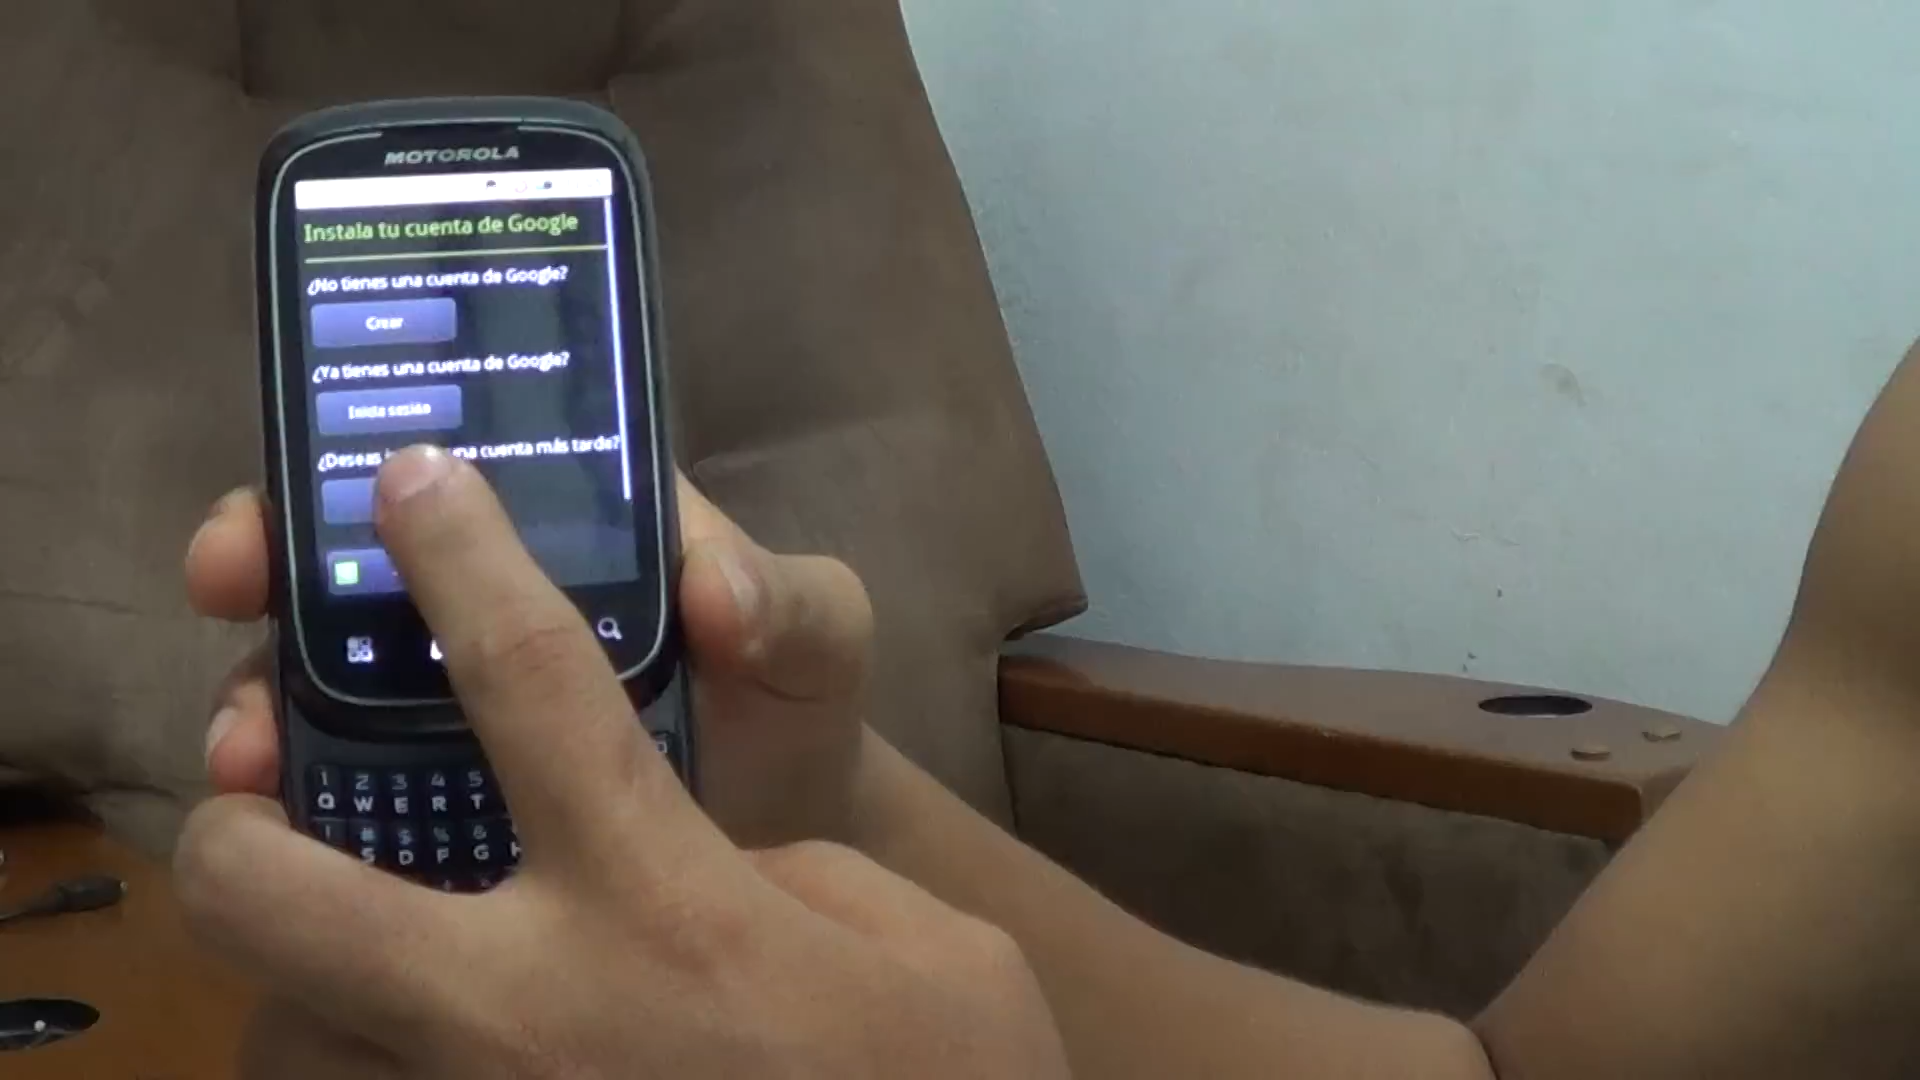 MOTOROLA
Instala tu cuenta de Google
¿No tienes una cuenta de Google?
Crear
¿Ya tienes una cuenta de Google?
Inicia sesión
¿Deseas una cuenta más tarde?
1 2 3 4 5
Q W E R T
! # $ % &
S D F G H